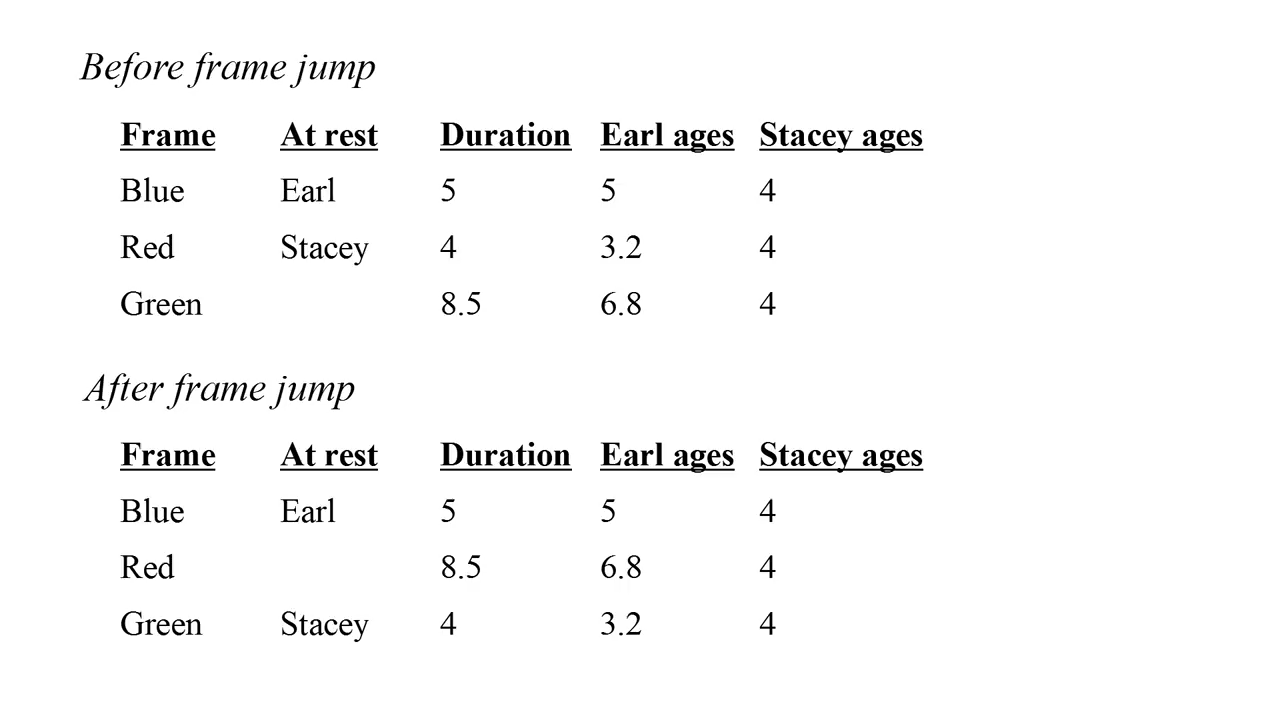 Before frame jump
Frame At rest Duration Earl ages Stacey ages
Blue Earl 5 5 4
Red Stacey 4 3.2 4
Green 8.5 6.8 4
After frame jump
Frame At rest Duration Earl ages Stacey ages
Blue Earl 5 5 4
Red 8.5 6.8 4
Green Stacey 4 3.2 4